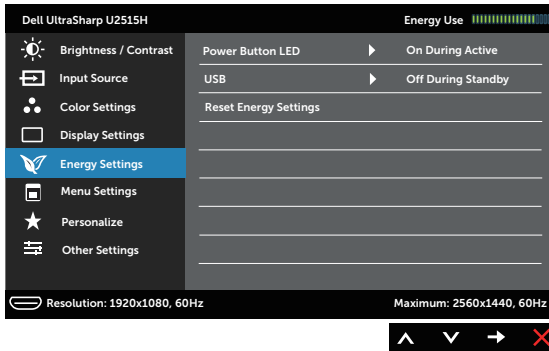 Dell UltraSharp U2515H Energy Use
Brightness / Contrast
Input Source
Color Settings
Display Settings
Energy Settings
Menu Settings
Personalize
Other Settings
Power Button LED On During Active
USB Off During Standby
Reset Energy Settings
Resolution: 1920x1080, 60Hz Maximum: 2560x1440, 60Hz